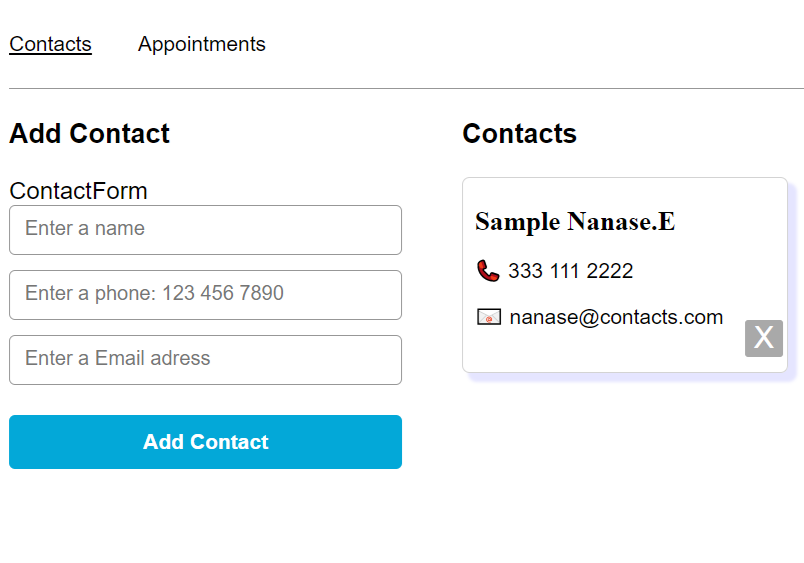 Contacts Appointments
Add Contact
ContactForm
Enter a name
Enter a phone: 123 456 7890
Enter a Email adress
Add Contact
Contacts
Sample Nanase.E
333 111 2222
nanase@contacts.com
X